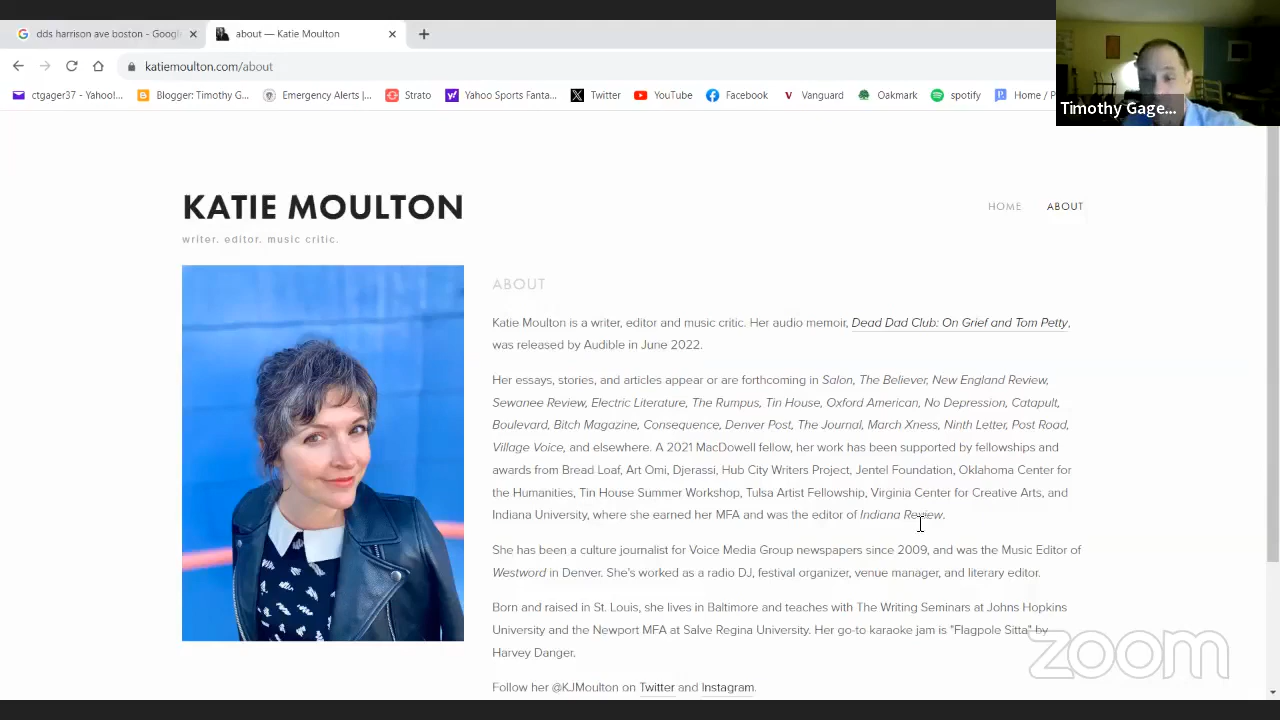 dds harrison ave boston - Googl
about — Katie Moulton
katiemoulton.com/about
ctgager37 - Yahoo!...
Blogger: Timothy G...
Emergency Alerts |...
Strato
Yahoo Sports Fanta...
Twitter
YouTube
Facebook
Vanguard
Oakmark
spotify
Home / P
Timothy Gage...
KATIE MOULTON
HOME
ABOUT
writer. editor. music critic.
ABOUT
Katie Moulton is a writer, editor and music critic. Her audio memoir, Dead Dad Club: On Grief and Tom Petty,
was released by Audible in June 2022.
Her essays, stories, and articles appear or are forthcoming in Salon, The Believer, New England Review,
Sewanee Review, Electric Literature, The Rumpus, Tin House, Oxford American, No Depression, Catapult,
Boulevard, Bitch Magazine, Consequence, Denver Post, The Journal, March Xness, Ninth Letter, Post Road,
Village Voice, and elsewhere. A 2021 MacDowell fellow, her work has been supported by fellowships and
awards from Bread Loaf, Art Omi, Djerassi, Hub City Writers Project, Jentel Foundation, Oklahoma Center for
the Humanities, Tin House Summer Workshop, Tulsa Artist Fellowship, Virginia Center for Creative Arts, and
Indiana University, where she earned her MFA and was the editor of Indiana Review.
She has been a culture journalist for Voice Media Group newspapers since 2009, and was the Music Editor of
Westword in Denver. She's worked as a radio DJ, festival organizer, venue manager, and literary editor.
Born and raised in St. Louis, she lives in Baltimore and teaches with The Writing Seminars at Johns Hopkins
University and the Newport MFA at Salve Regina University. Her go-to karaoke jam is "Flagpole Sitta" by
Harvey Danger.
zoom
Follow her @KJMoulton on Twitter and Instagram.